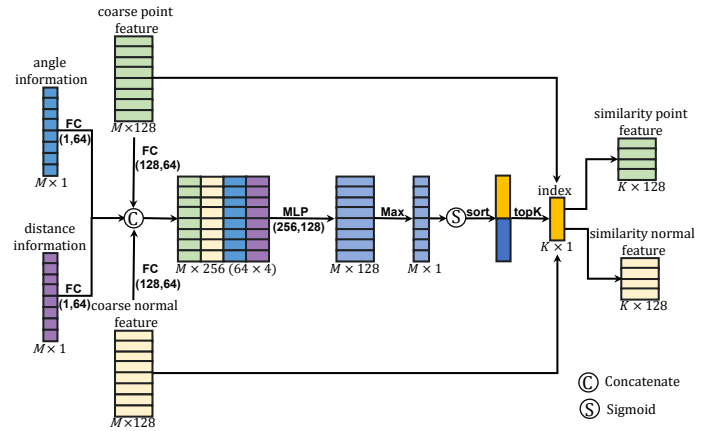 coarse point
feature
angle
information
FC
(1,64)
M×128
FC
(128,64)
M×1
similarity point
feature
K×128
distance
information
C
MLP
(256,128)
Max
S
sort
topK
index
M×256 (64×4)
M×128
M×1
K×1
similarity normal
feature
K×128
FC
(1,64)
FC
(128,64)
M×1
coarse normal
feature
M×128
C Concatenate
S Sigmoid